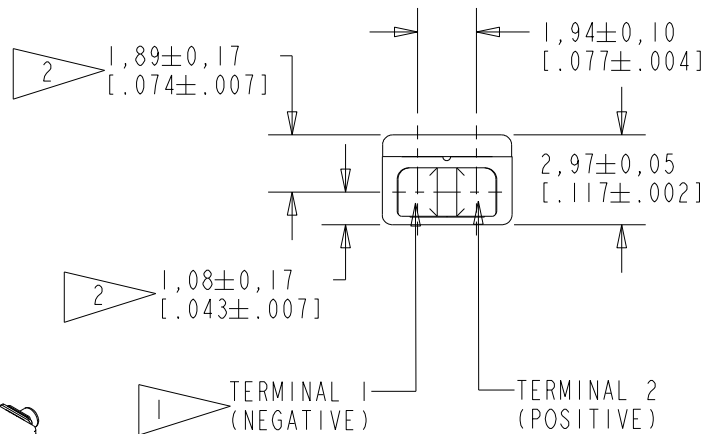 1,94±0,10
[.077±.004]
2
1,89±0,17
[.074±.007]
2,97±0,05
[.117±.002]
2
1,08±0,17
[.043±.007]
1
TERMINAL 1
(NEGATIVE)
TERMINAL 2
(POSITIVE)